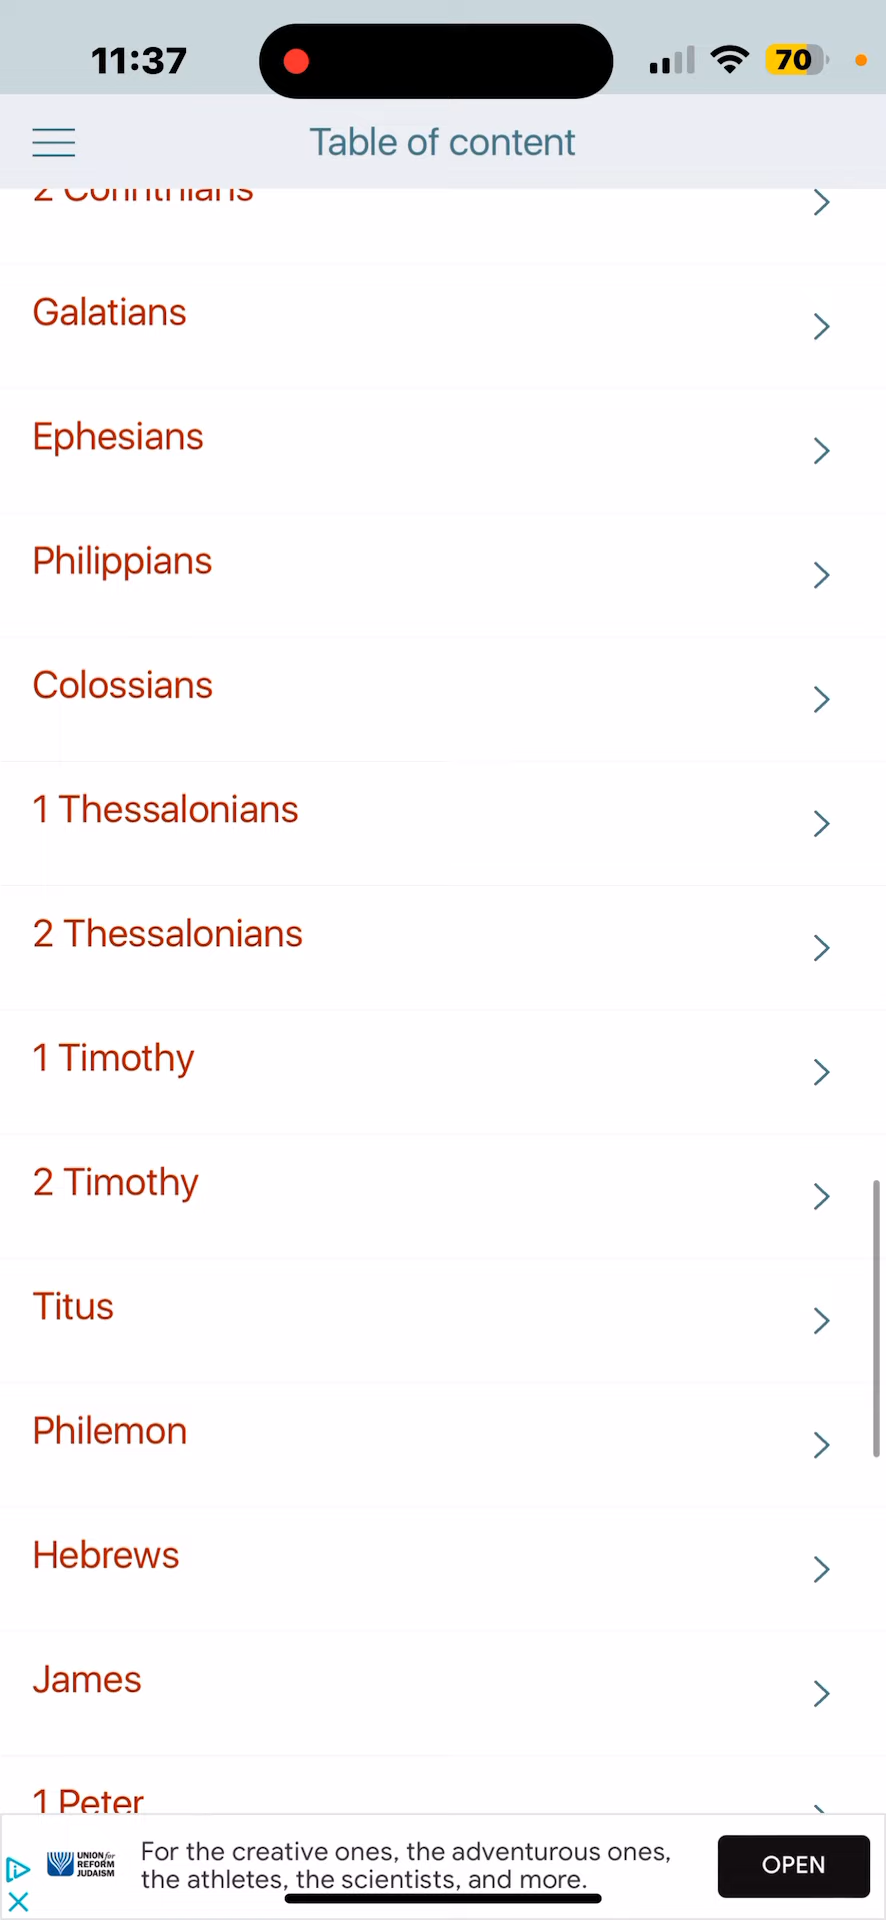 11:37
70
Table of content
2 Corinthians
Galatians
Ephesians
Philippians
Colossians
1 Thessalonians
2 Thessalonians
1 Timothy
2 Timothy
Titus
Philemon
Hebrews
James
1 Peter
UNION for
REFORM
JUDAISM
For the creative ones, the adventurous ones,
the athletes, the scientists, and more.
OPEN